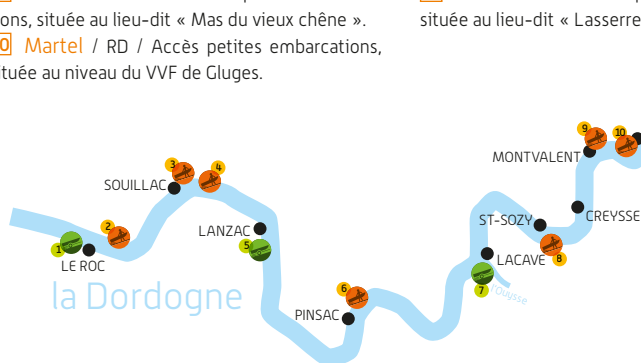 ons, située au lieu-dit « Mas du vieux chêne ».
0 Martel / RD / Accès petites embarcations,
ituée au niveau du VVF de Gluges.
située au lieu-dit « Lasserre
9
10
MONTVALENT
3
4
SOUILLAC
CREYSSE
ST-SOZY
2
LANZAC
1
5
LE ROC
LACAVE
8
7
l'Ouysse
6
la Dordogne
PINSAC